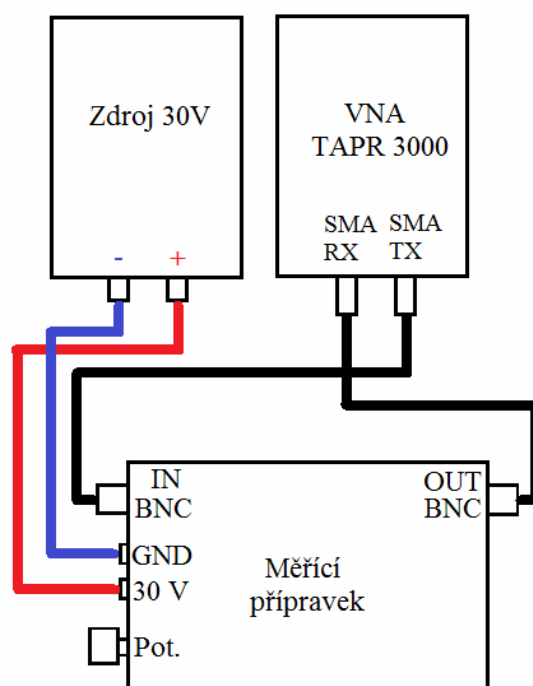 Zdroj 30V
- +
VNA
TAPR 3000
SMA SMA
RX TX
IN
BNC
OUT
BNC
GND
30 V
Pot.
Měřící
přípravek